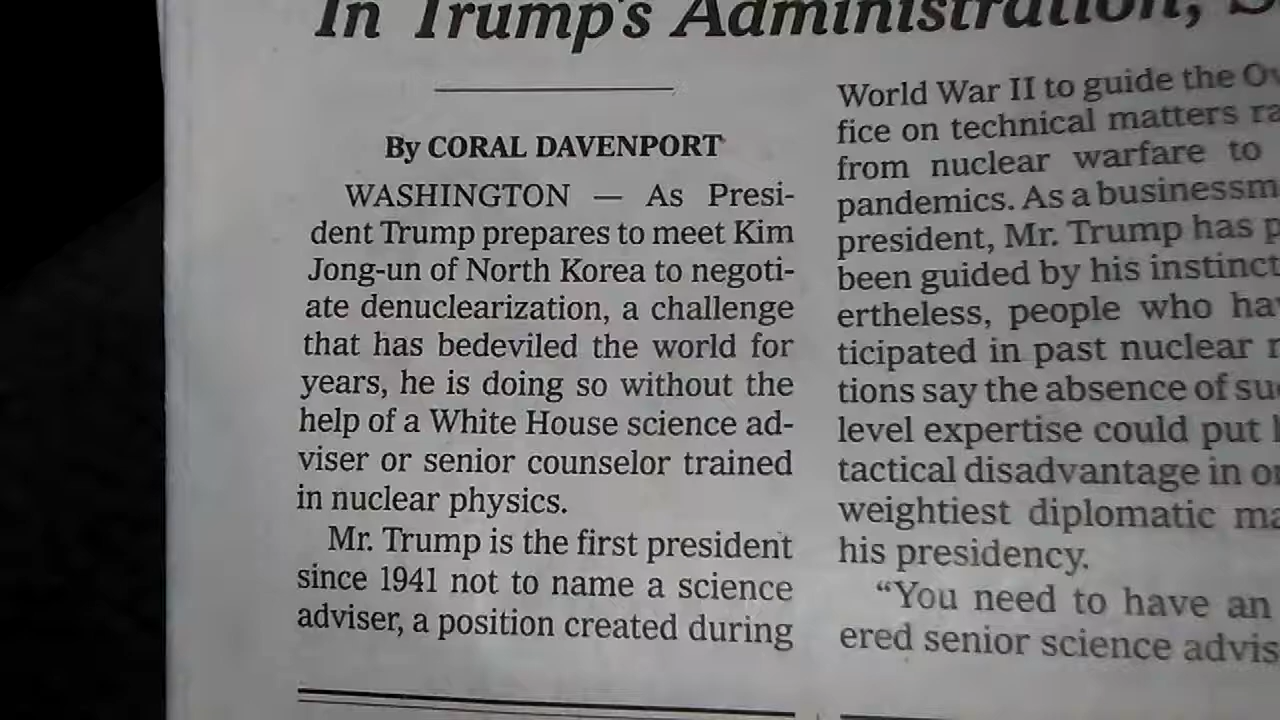 In Trump's Administration,
By CORAL DAVENPORT
WASHINGTON — As Presi-
dent Trump prepares to meet Kim
Jong-un of North Korea to negoti-
ate denuclearization, a challenge
that has bedeviled the world for
years, he is doing so without the
help of a White House science ad-
viser or senior counselor trained
in nuclear physics.
Mr. Trump is the first president
since 1941 not to name a science
adviser, a position created during
World War II to guide the
fice on technical matters
from nuclear warfare to
pandemics. As a
president, Mr. Trump has
been guided by his
ertheless, people who
ticipated in past nuclear
tions say the absence of
level expertise could put
tactical disadvantage in
weightiest diplomatic
his presidency.
“You need to have an
ered senior science